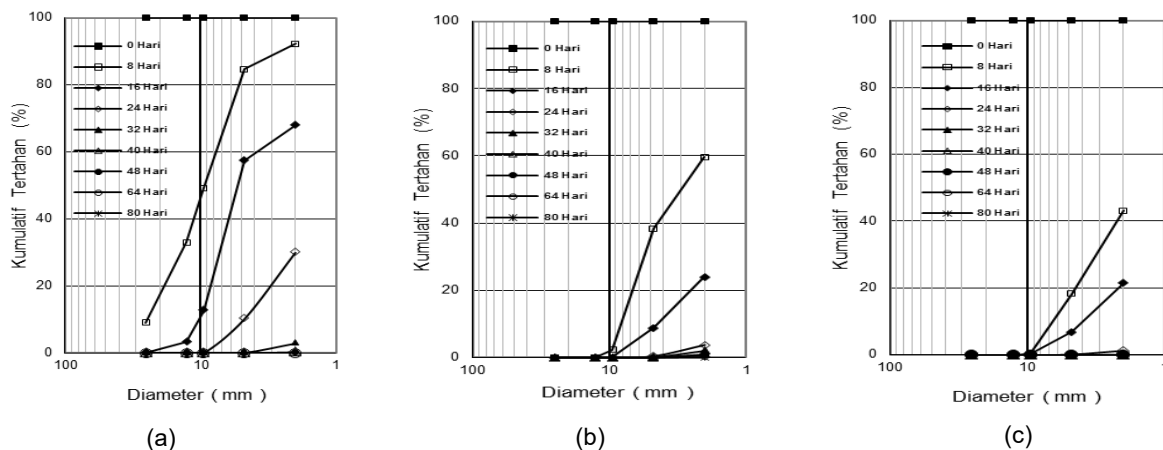 100
80
60
40
20
0
Kumulatif Tertahan (%)
0 Hari
8 Hari
16 Hari
24 Hari
32 Hari
40 Hari
48 Hari
64 Hari
80 Hari
100
10
1
Diameter ( mm )
(a)
100
80
60
40
20
0
Kumulatif Tertahan (%)
0 Hari
8 Hari
16 Hari
24 Hari
32 Hari
40 Hari
48 Hari
64 Hari
80 Hari
100
10
1
Diameter ( mm )
(b)
100
80
60
40
20
0
Kumulatif Tertahan (%)
0 Hari
8 Hari
16 Hari
24 Hari
32 Hari
40 Hari
48 Hari
64 Hari
80 Hari
100
10
1
Diameter ( mm )
(c)